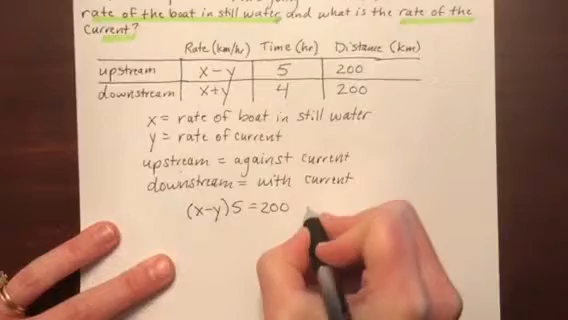 rate of the boat in still water and what is the rate of the
current?
Rate (km/hr) Time (hr) Distance (km)
upstream x-y 5 200
downstream x+y 4 200
x = rate of boat in still water
y = rate of current
upstream = against current
downstream = with current
(x-y)5 = 200